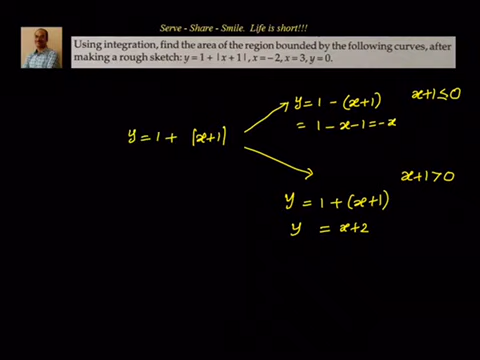 Serve - Share - Smile. Life is short!!!
Using integration, find the area of the region bounded by the following curves, after
making a rough sketch: y = 1 + | x + 1 |, x = – 2, x = 3, y = 0.
y = 1 + |x+1|
y = 1 - (x+1) x+1 ≤ 0
= 1 - x - 1 = -x
x+1 > 0
y = 1 + (x+1)
y = x+2